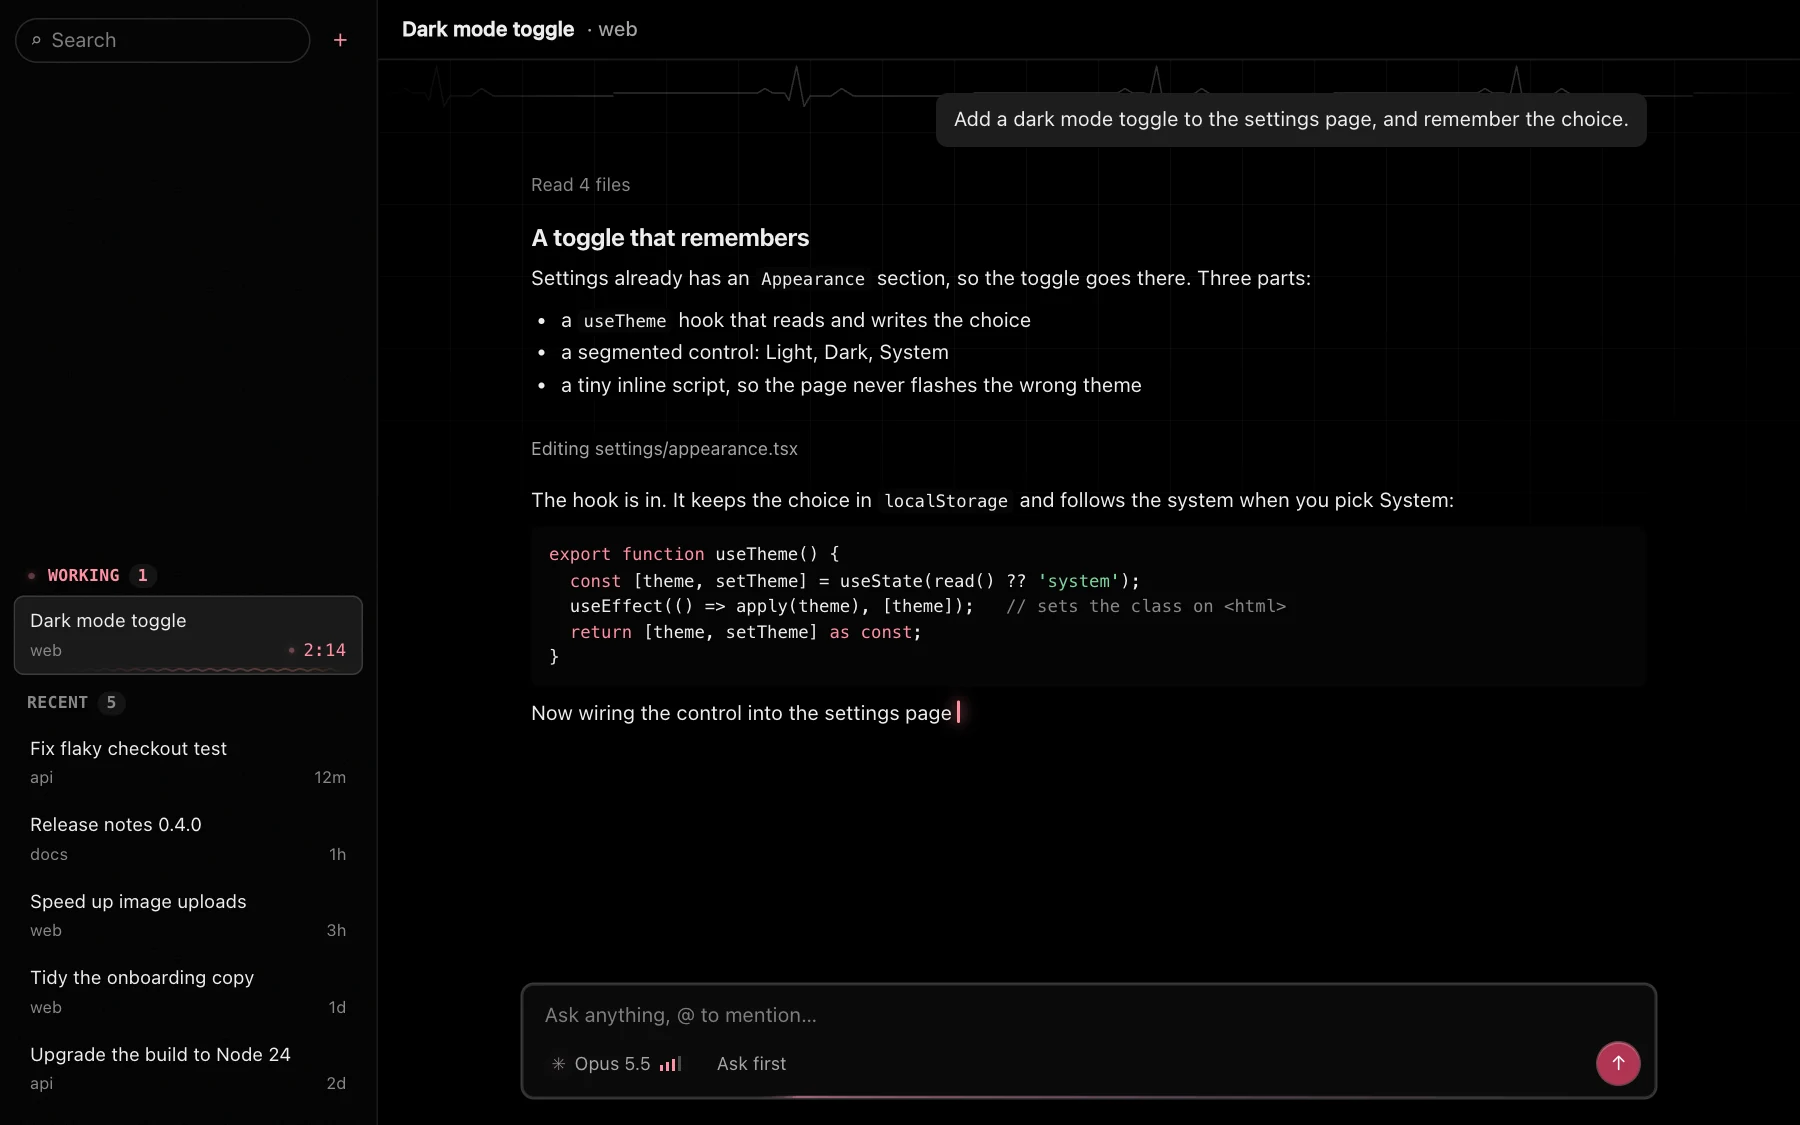 Search
+
Dark mode toggle · web
Add a dark mode toggle to the settings page, and remember the choice.
Read 4 files
A toggle that remembers
Settings already has an Appearance section, so the toggle goes there. Three parts:
• a useTheme hook that reads and writes the choice
• a segmented control: Light, Dark, System
• a tiny inline script, so the page never flashes the wrong theme
Editing settings/appearance.tsx
The hook is in. It keeps the choice in localStorage and follows the system when you pick System:
export function useTheme() {
  const [theme, setTheme] = useState(read() ?? 'system');
  useEffect(() => apply(theme), [theme]);   // sets the class on <html>
  return [theme, setTheme] as const;
}
Now wiring the control into the settings page
WORKING 1
Dark mode toggle
web 2:14
RECENT 5
Fix flaky checkout test
api 12m
Release notes 0.4.0
docs 1h
Speed up image uploads
web 3h
Tidy the onboarding copy
web 1d
Upgrade the build to Node 24
api 2d
Ask anything, @ to mention...
Opus 5.5 Ask first